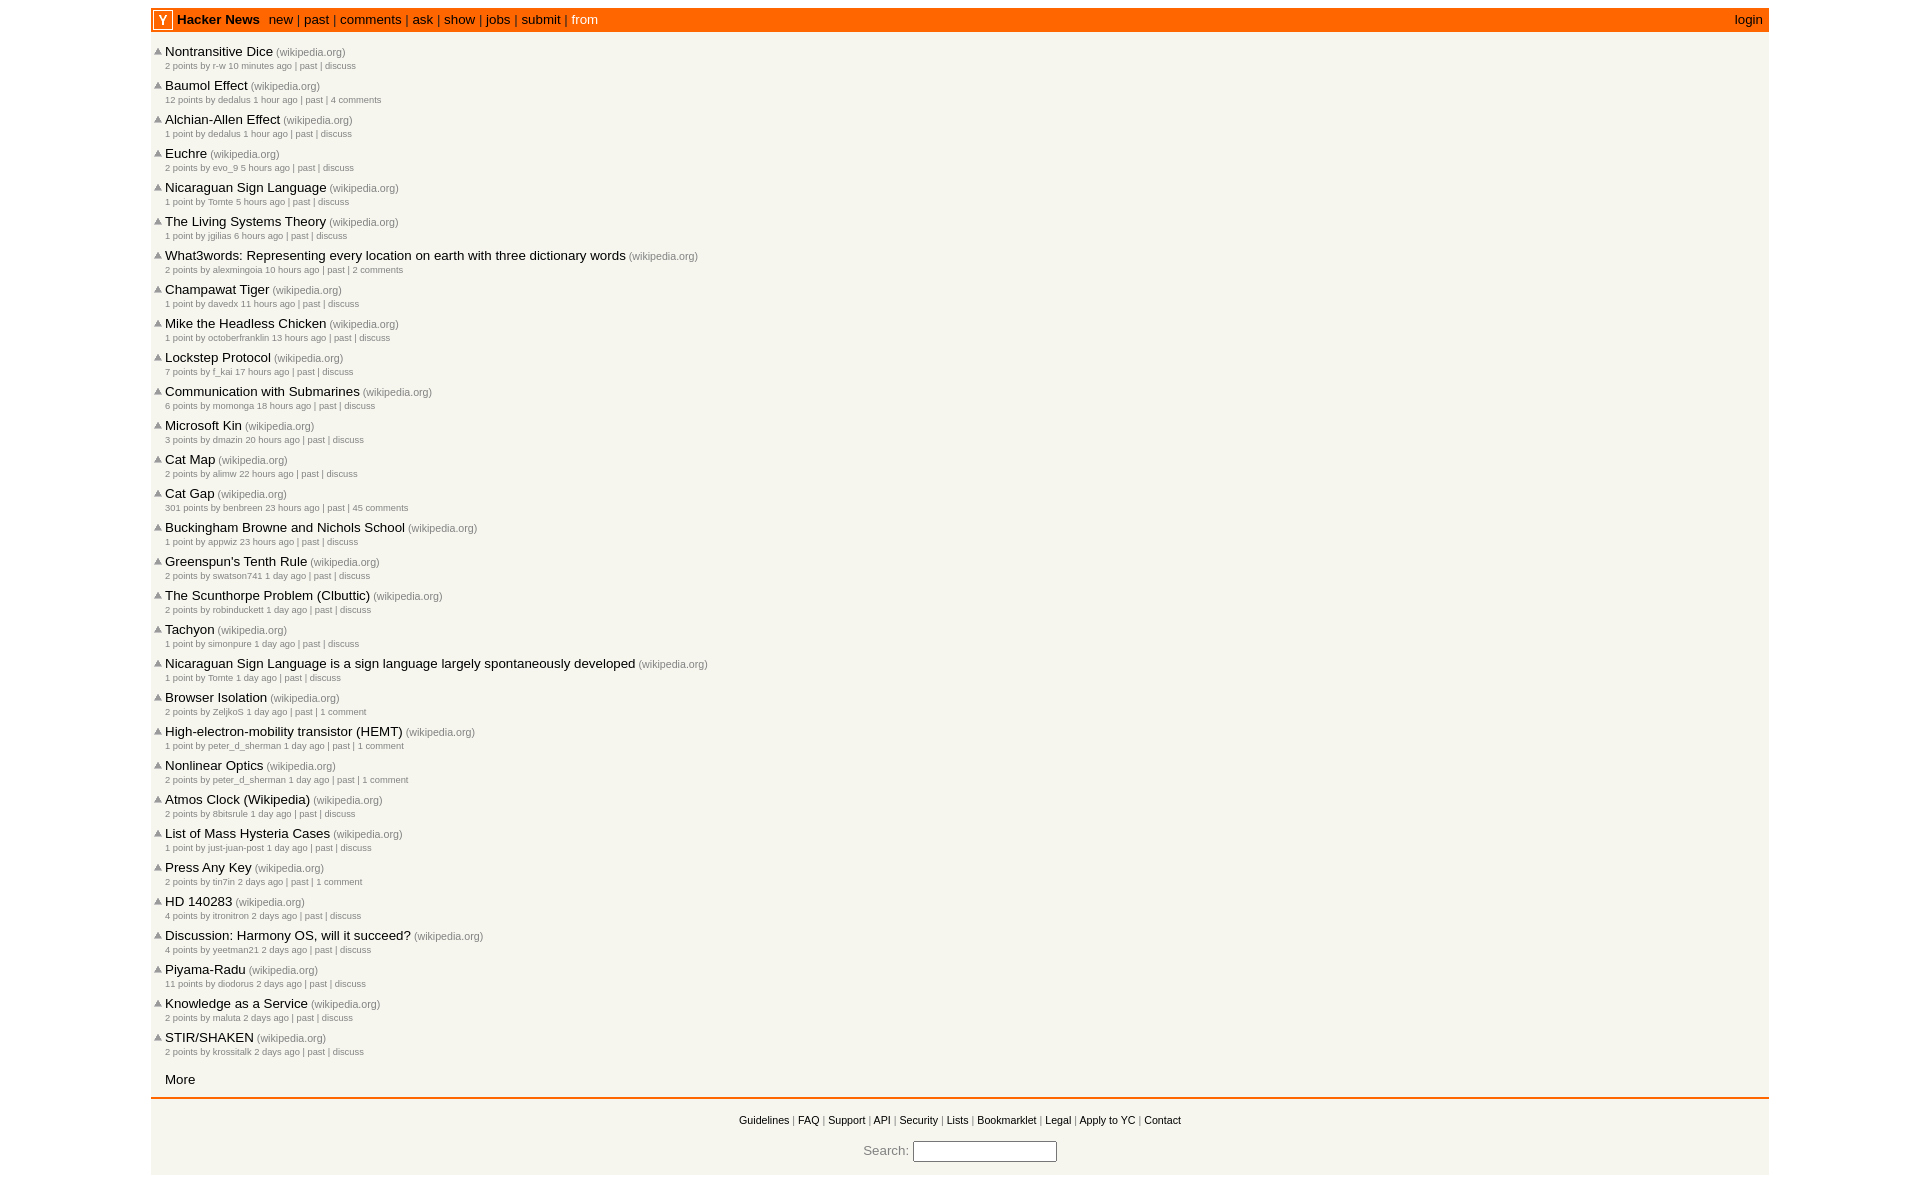 Y Hacker News new | past | comments | ask | show | jobs | submit | from login
Nontransitive Dice (wikipedia.org)
2 points by r-w 10 minutes ago | past | discuss
Baumol Effect (wikipedia.org)
12 points by dedalus 1 hour ago | past | 4 comments
Alchian-Allen Effect (wikipedia.org)
1 point by dedalus 1 hour ago | past | discuss
Euchre (wikipedia.org)
2 points by evo_9 5 hours ago | past | discuss
Nicaraguan Sign Language (wikipedia.org)
1 point by Tomte 5 hours ago | past | discuss
The Living Systems Theory (wikipedia.org)
1 point by jgilias 6 hours ago | past | discuss
What3words: Representing every location on earth with three dictionary words (wikipedia.org)
2 points by alexmingoia 10 hours ago | past | 2 comments
Champawat Tiger (wikipedia.org)
1 point by davedx 11 hours ago | past | discuss
Mike the Headless Chicken (wikipedia.org)
1 point by octoberfranklin 13 hours ago | past | discuss
Lockstep Protocol (wikipedia.org)
7 points by f_kai 17 hours ago | past | discuss
Communication with Submarines (wikipedia.org)
6 points by momonga 18 hours ago | past | discuss
Microsoft Kin (wikipedia.org)
3 points by dmazin 20 hours ago | past | discuss
Cat Map (wikipedia.org)
2 points by alimw 22 hours ago | past | discuss
Cat Gap (wikipedia.org)
301 points by benbreen 23 hours ago | past | 45 comments
Buckingham Browne and Nichols School (wikipedia.org)
1 point by appwiz 23 hours ago | past | discuss
Greenspun's Tenth Rule (wikipedia.org)
2 points by swatson741 1 day ago | past | discuss
The Scunthorpe Problem (Clbuttic) (wikipedia.org)
2 points by robinduckett 1 day ago | past | discuss
Tachyon (wikipedia.org)
1 point by simonpure 1 day ago | past | discuss
Nicaraguan Sign Language is a sign language largely spontaneously developed (wikipedia.org)
1 point by Tomte 1 day ago | past | discuss
Browser Isolation (wikipedia.org)
2 points by ZeljkoS 1 day ago | past | 1 comment
High-electron-mobility transistor (HEMT) (wikipedia.org)
1 point by peter_d_sherman 1 day ago | past | 1 comment
Nonlinear Optics (wikipedia.org)
2 points by peter_d_sherman 1 day ago | past | 1 comment
Atmos Clock (Wikipedia) (wikipedia.org)
2 points by 8bitsrule 1 day ago | past | discuss
List of Mass Hysteria Cases (wikipedia.org)
1 point by just-juan-post 1 day ago | past | discuss
Press Any Key (wikipedia.org)
2 points by tin7in 2 days ago | past | 1 comment
HD 140283 (wikipedia.org)
4 points by itronitron 2 days ago | past | discuss
Discussion: Harmony OS, will it succeed? (wikipedia.org)
4 points by yeetman21 2 days ago | past | discuss
Piyama-Radu (wikipedia.org)
11 points by diodorus 2 days ago | past | discuss
Knowledge as a Service (wikipedia.org)
2 points by maluta 2 days ago | past | discuss
STIR/SHAKEN (wikipedia.org)
2 points by krossitalk 2 days ago | past | discuss
More
Guidelines | FAQ | Support | API | Security | Lists | Bookmarklet | Legal | Apply to YC | Contact
Search: